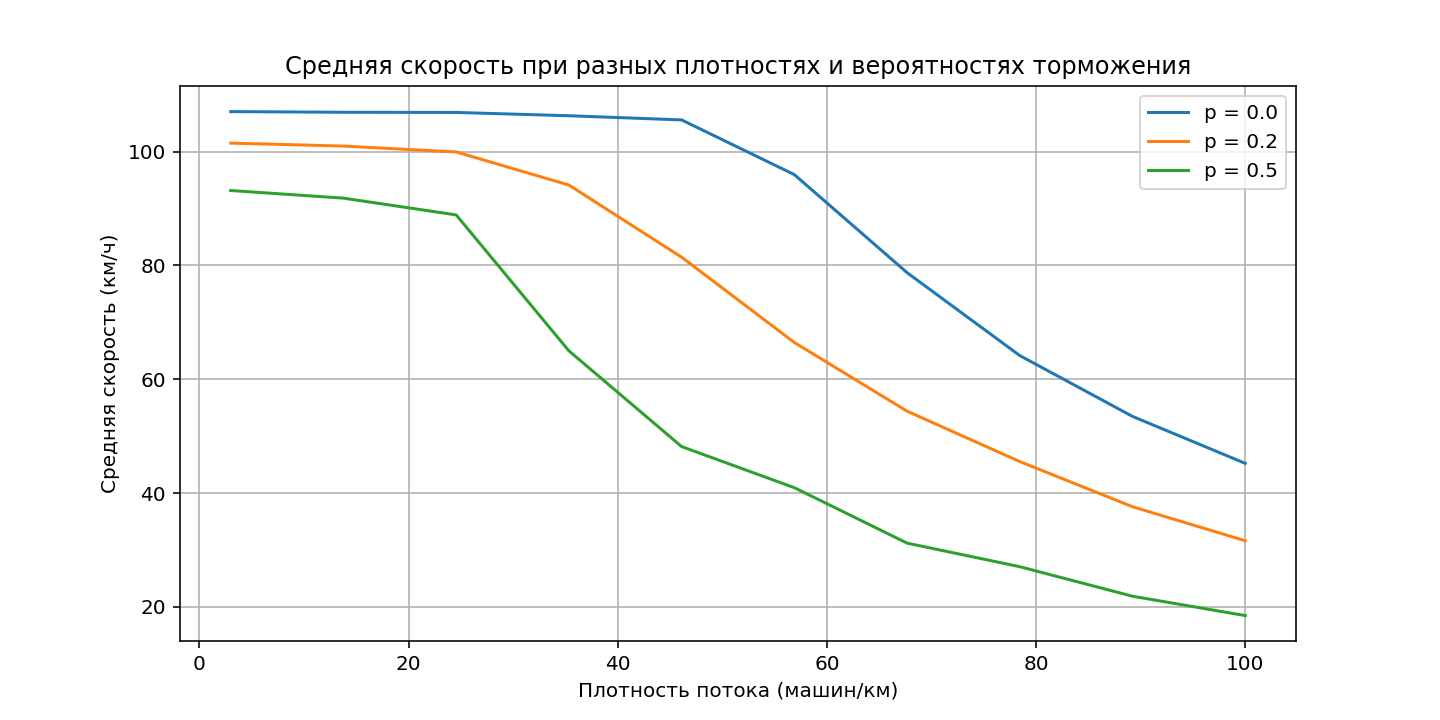 Средняя скорость при разных плотностях и вероятностях торможения
p = 0.0
p = 0.2
p = 0.5
100
80
60
40
20
Средняя скорость (км/ч)
0 20 40 60 80 100
Плотность потока (машин/км)